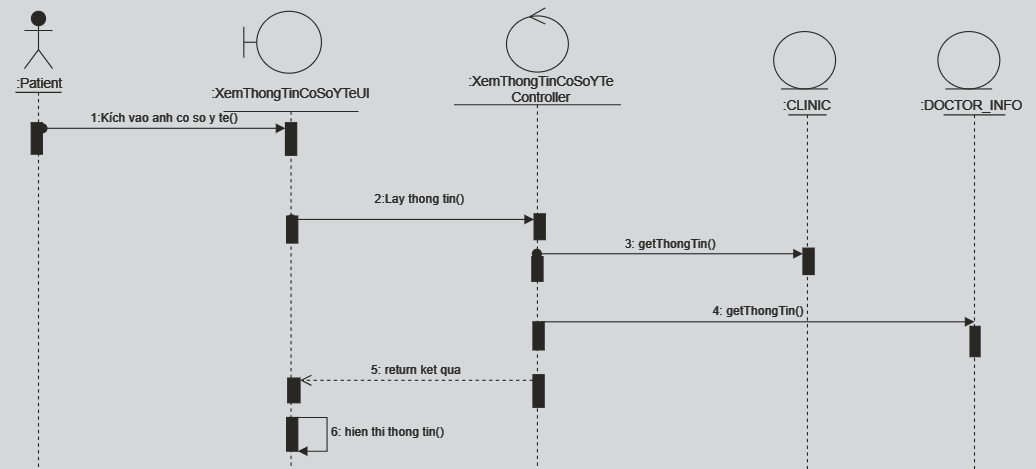 :Patient
:XemThongTinCoSoYTeUI
:XemThongTinCoSoYTe
Controller
:CLINIC
:DOCTOR_INFO
1:Kích vao anh co so y te()
2:Lay thong tin()
3: getThongTin()
4: getThongTin()
5: return ket qua
6: hien thi thong tin()